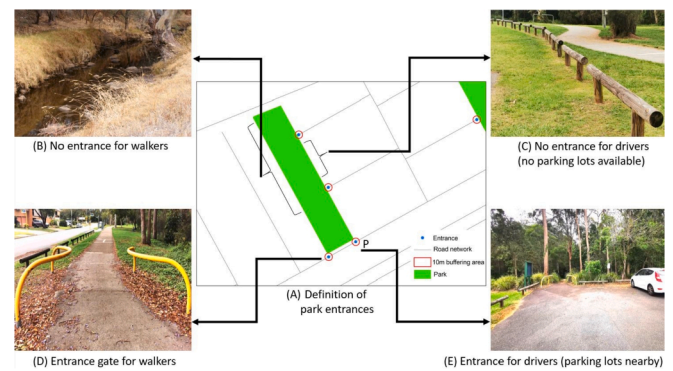 (B) No entrance for walkers
(C) No entrance for drivers
(no parking lots available)
P
Entrance
Road network
10m buffering area
Park
(A) Definition of
park entrances
(D) Entrance gate for walkers
(E) Entrance for drivers (parking lots nearby)